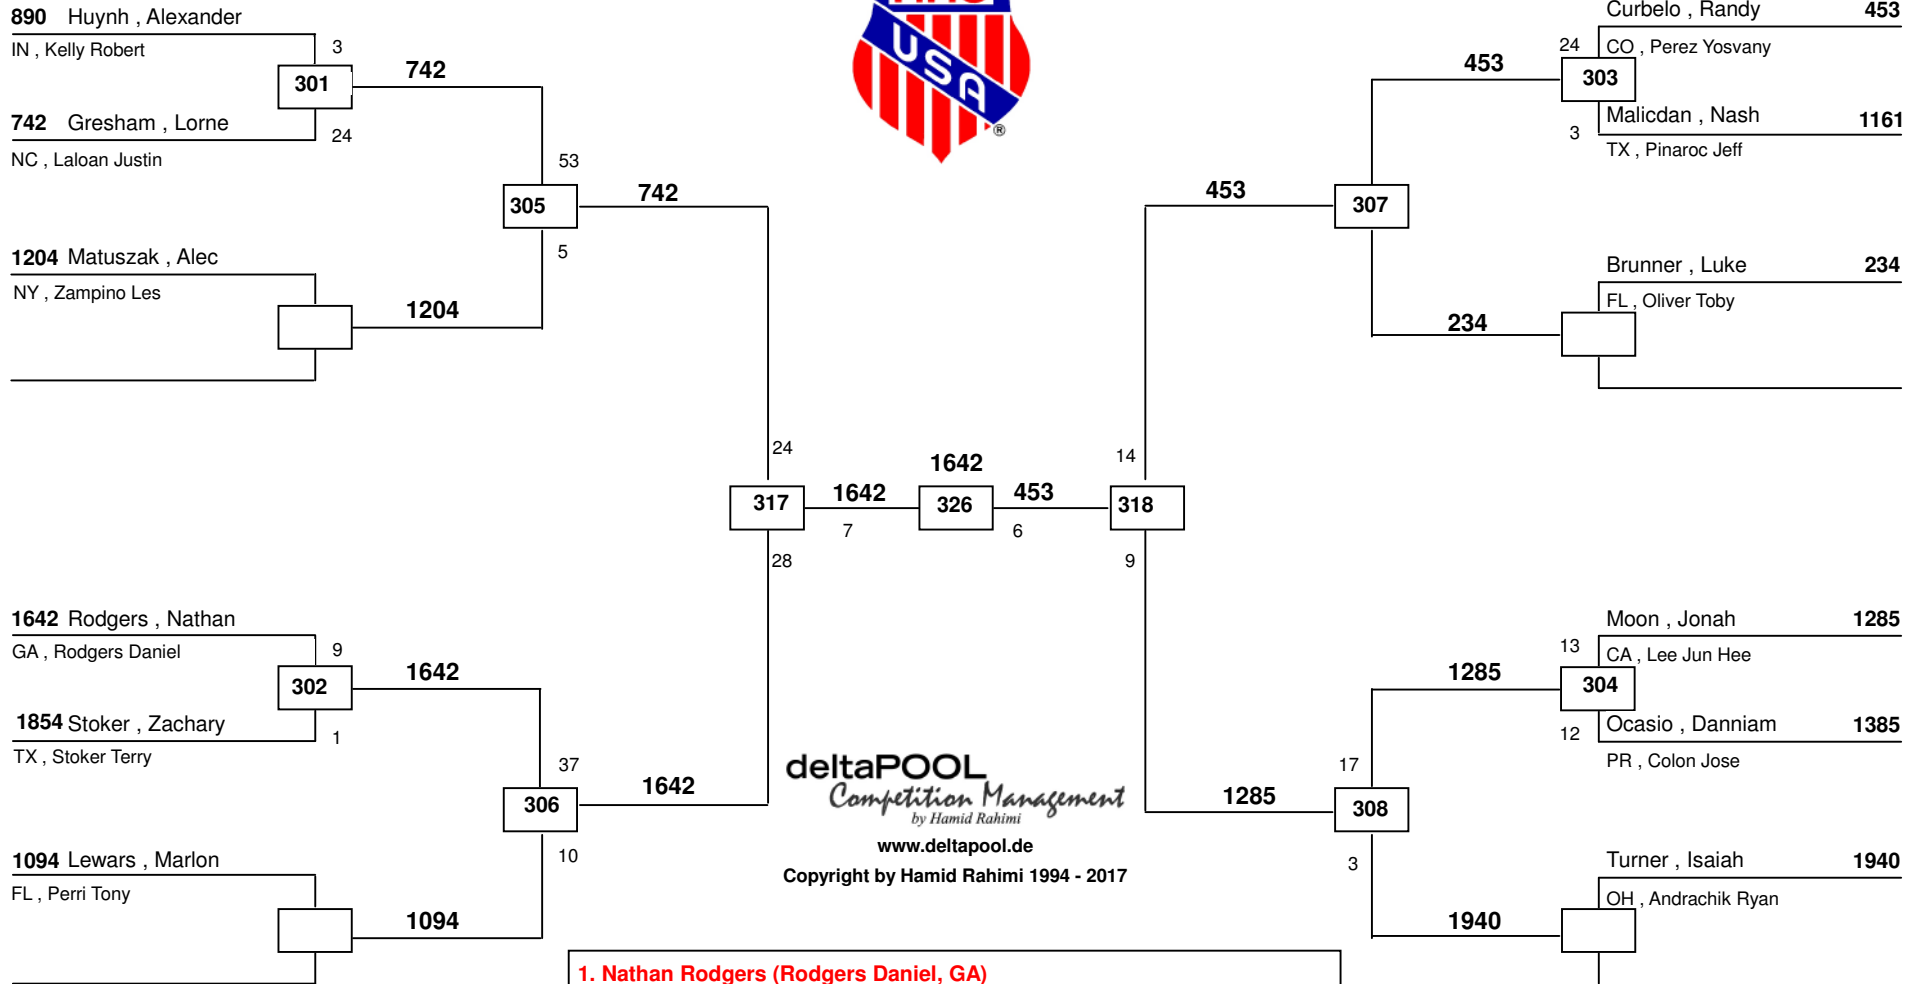 890 Huynh , Alexander
IN , Kelly Robert
3
301
742
742 Gresham , Lorne
24
NC , Laloan Justin
53
305
742
5
1204 Matuszak , Alec
NY , Zampino Les
1204
24
317
28
1642
7
1642 Rodgers , Nathan
GA , Rodgers Daniel
9
302
1642
1854 Stoker , Zachary
1
TX , Stoker Terry
37
306
1642
10
1094 Lewars , Marlon
FL , Perri Tony
1094
USA
®
1642
326
453
6
14
318
9
Curbelo , Randy 453
24
CO , Perez Yosvany
453
303
Malicdan , Nash 1161
3
TX , Pinaroc Jeff
453
307
Brunner , Luke 234
FL , Oliver Toby
234
Moon , Jonah 1285
13
CA , Lee Jun Hee
1285
304
Ocasio , Danniam 1385
12
PR , Colon Jose
17
1285
308
3
Turner , Isaiah 1940
OH , Andrachik Ryan
1940
deltaPOOL
Competition Management
by Hamid Rahimi
www.deltapool.de
Copyright by Hamid Rahimi 1994 - 2017
1. Nathan Rodgers (Rodgers Daniel, GA)